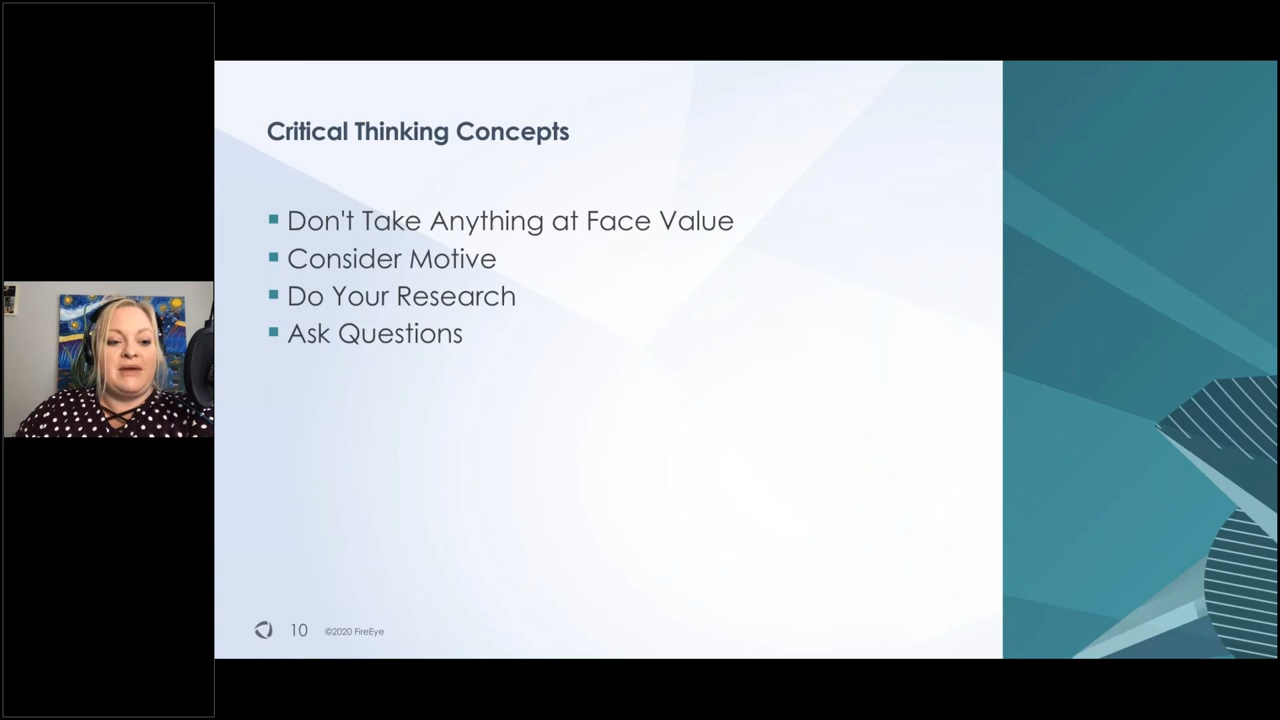 Critical Thinking Concepts
▪ Don't Take Anything at Face Value
▪ Consider Motive
▪ Do Your Research
▪ Ask Questions
10 ©2020 FireEye